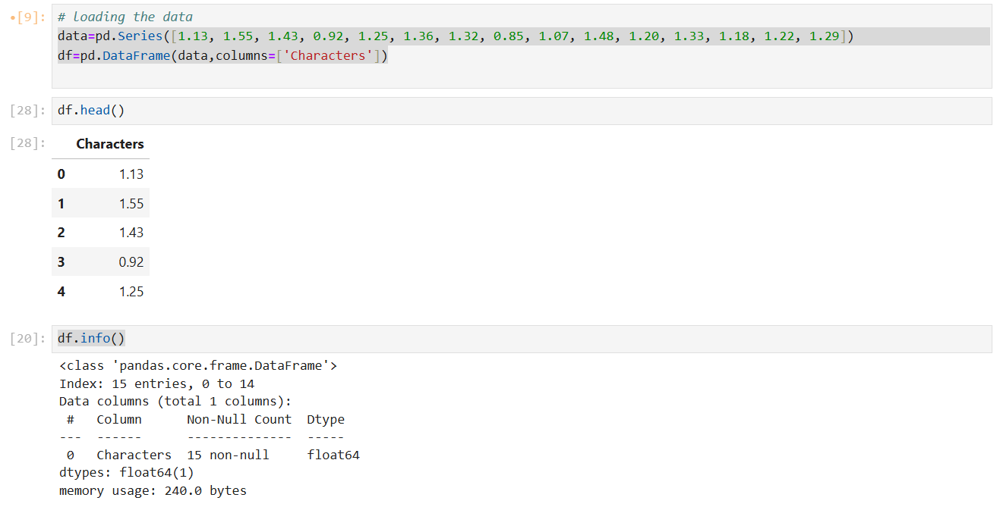 [9]: # loading the data
data=pd.Series([1.13, 1.55, 1.43, 0.92, 1.25, 1.36, 1.32, 0.85, 1.07, 1.48, 1.20, 1.33, 1.18, 1.22, 1.29])
df=pd.DataFrame(data,columns=['Characters'])
[28]: df.head()
[28]: Characters
0 1.13
1 1.55
2 1.43
3 0.92
4 1.25
[20]: df.info()
<class 'pandas.core.frame.DataFrame'>
Index: 15 entries, 0 to 14
Data columns (total 1 columns):
 #   Column      Non-Null Count  Dtype
---  ------      --------------  -----
 0   Characters  15 non-null     float64
dtypes: float64(1)
memory usage: 240.0 bytes